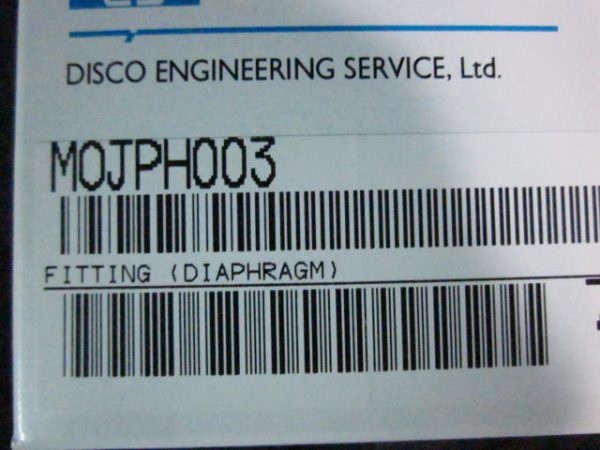 DISCO ENGINEERING SERVICE, Ltd.
MOJPH003
FITTING (DIAPHRAGM)